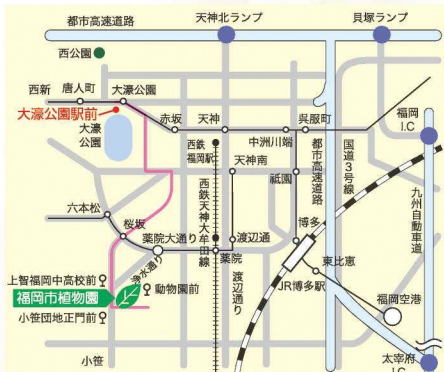 都市高速道路
天神北ランプ
貝塚ランプ
西公園
西新
唐人町
大濠公園
大濠公園駅前
大濠
公園
赤坂
天神
中洲川端
呉服町
福岡
I.C
西鉄
福岡駅
天神南
祇園
都市高速道路
国道3号線
九州自動車道
西鉄天神大牟田線
六本松
桜坂
薬院大通り
浄水通り
薬院
渡辺通
渡辺通り
博多
JR博多駅
東比恵
福岡空港
上智福岡中高校前
福岡市植物園
動物園前
小笹団地正門前
小笹
太宰府
I.C